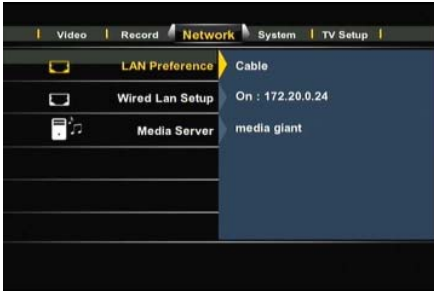 Video Record Network System TV Setup
LAN Preference Cable
Wired Lan Setup On : 172.20.0.24
Media Server media giant